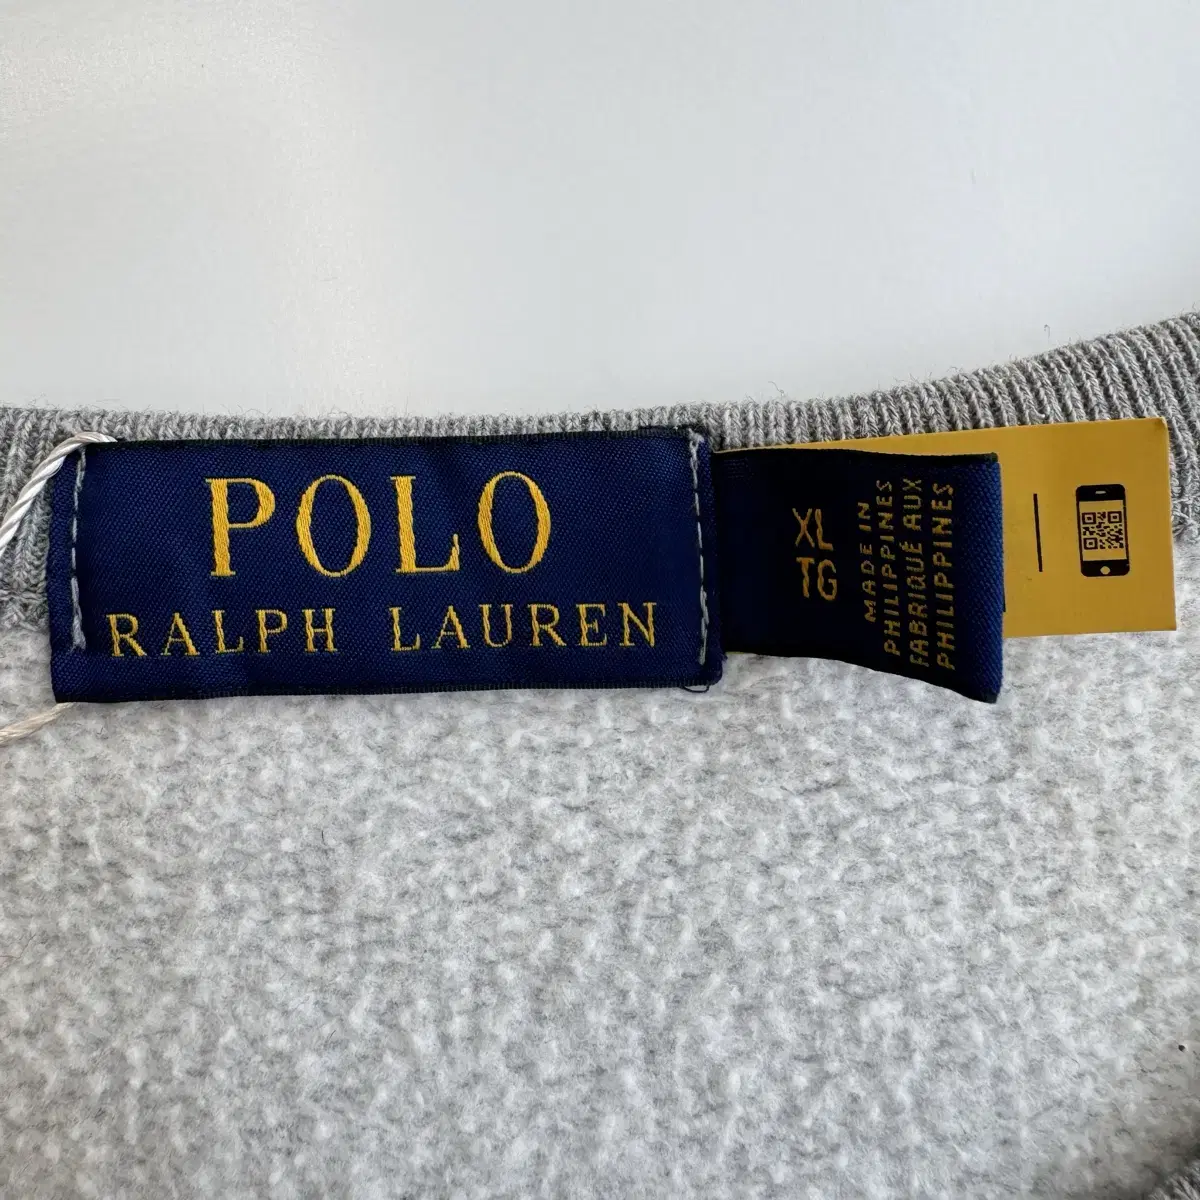 POLO
RALPH LAUREN
XL
TG
MADE IN
PHILIPPINES
FABRIQUÉ AUX
PHILIPPINES